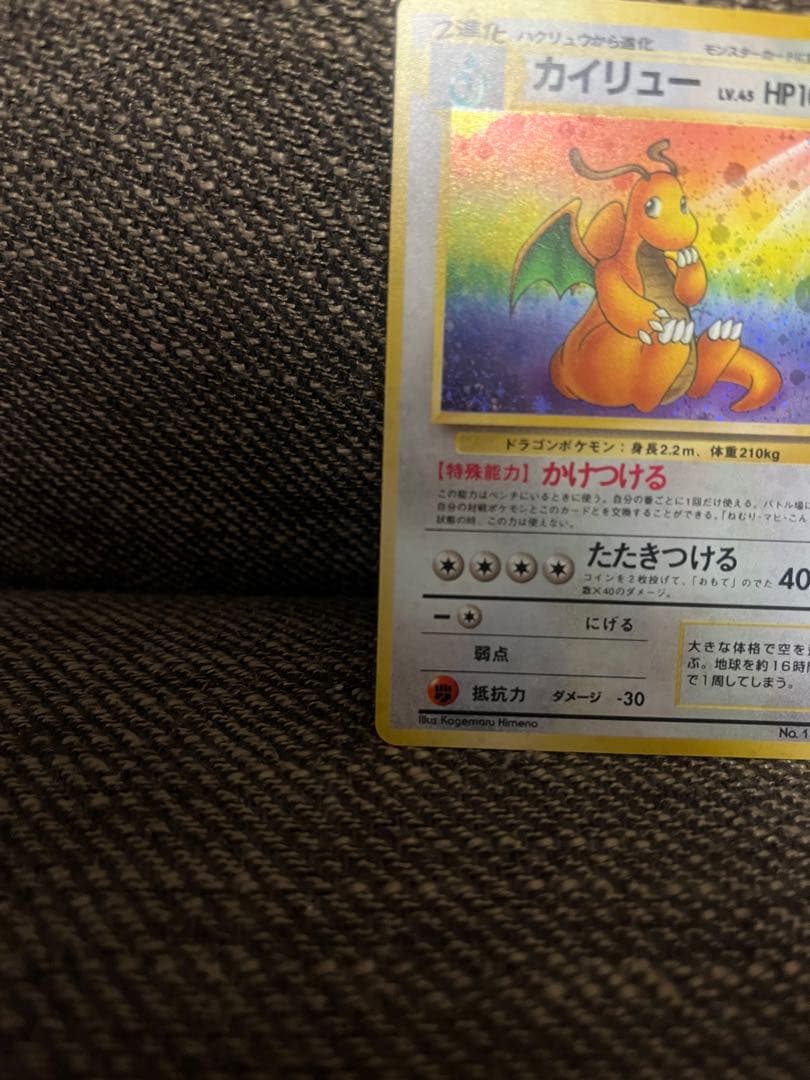 2進化 ハクリュウから進化
モンスターカード
カイリュー LV.45 HP10
ドラゴンポケモン：身長2.2m、体重210kg
【特殊能力】かけつける
この能力はベンチにいるときに使う。自分の番ごとに1回だけ使える。バトル場に
自分の対戦ポケモンとこのカードとを交換することができる。「ねむり・マヒ・こん
状態の時、この力は使えない。
たたきつける
コインを2枚投げて、「おもて」のでた
数×40のダメージ。
40
− にげる
弱点
抵抗力 ダメージ -30
大きな体格で空を
ぶ。地球を約16時間
で1周してしまう。
Illus. Kagemaru Himeno
No. 1